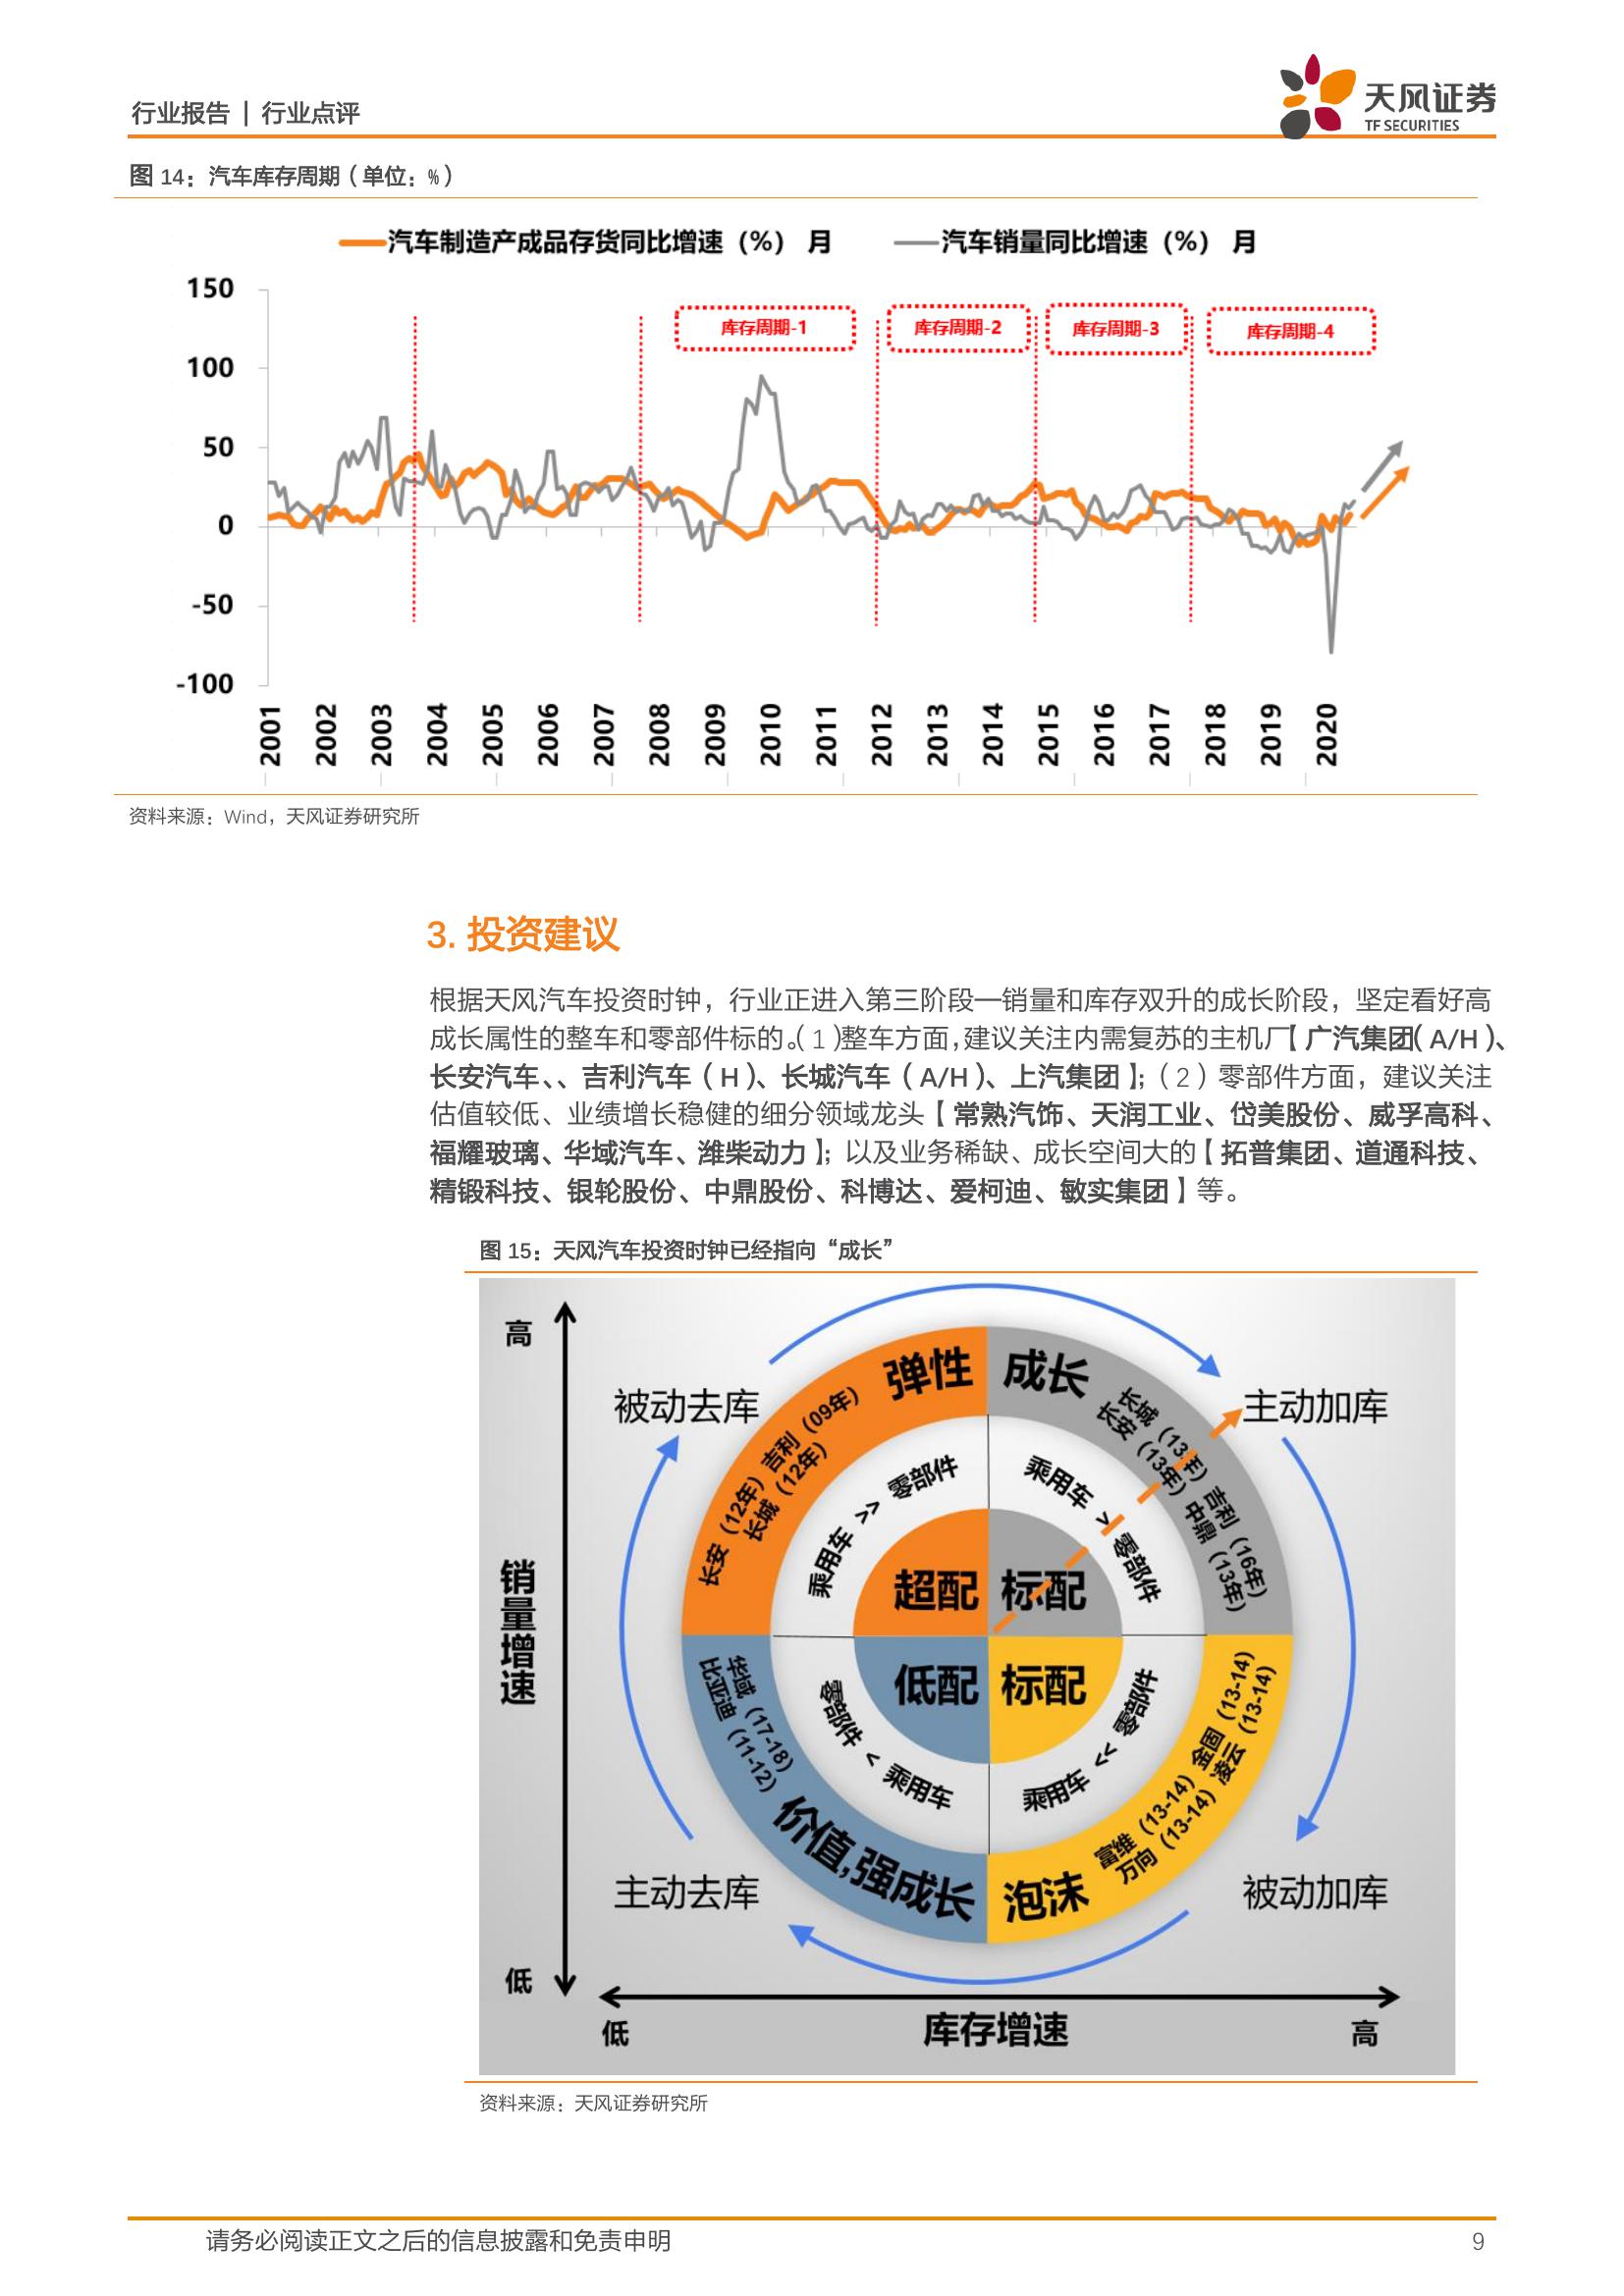 行业报告 | 行业点评
天风证券
TF SECURITIES
图 14：汽车库存周期（单位：%）
汽车制造产成品存货同比增速（%） 月
汽车销量同比增速（%） 月
150
100
50
0
-50
-100
库存周期-1
库存周期-2
库存周期-3
库存周期-4
2001
2002
2003
2004
2005
2006
2007
2008
2009
2010
2011
2012
2013
2014
2015
2016
2017
2018
2019
2020
资料来源：Wind，天风证券研究所
3. 投资建议
根据天风汽车投资时钟，行业正进入第三阶段—销量和库存双升的成长阶段，坚定看好高
成长属性的整车和零部件标的。（1）整车方面，建议关注内需复苏的主机厂【广汽集团（A/H）、
长安汽车、、吉利汽车（H）、长城汽车（A/H）、上汽集团】；（2）零部件方面，建议关注
估值较低、业绩增长稳健的细分领域龙头【常熟汽饰、天润工业、岱美股份、威孚高科、
福耀玻璃、华域汽车、潍柴动力】；以及业务稀缺、成长空间大的【拓普集团、道通科技、
精锻科技、银轮股份、中鼎股份、科博达、爱柯迪、敏实集团】等。
图 15：天风汽车投资时钟已经指向“成长”
高
销量增速
低
被动去库
主动加库
主动去库
被动加库
弹性
长安（12年）吉利（09年）
长城（12年）
成长
长城（13年）吉利（16年）
长安（13年）中鼎（13年）
乘用车 >> 零部件
乘用车 > 零部件
超配
标配
低配
标配
零部件 < 乘用车
乘用车 << 零部件
华域（17-18）
比亚迪（11-12）
价值,强成长
泡沫
富维（13-14）金固（13-14）
万向（13-14）凌云（13-14）
低
库存增速
高
资料来源：天风证券研究所
请务必阅读正文之后的信息披露和免责申明
9